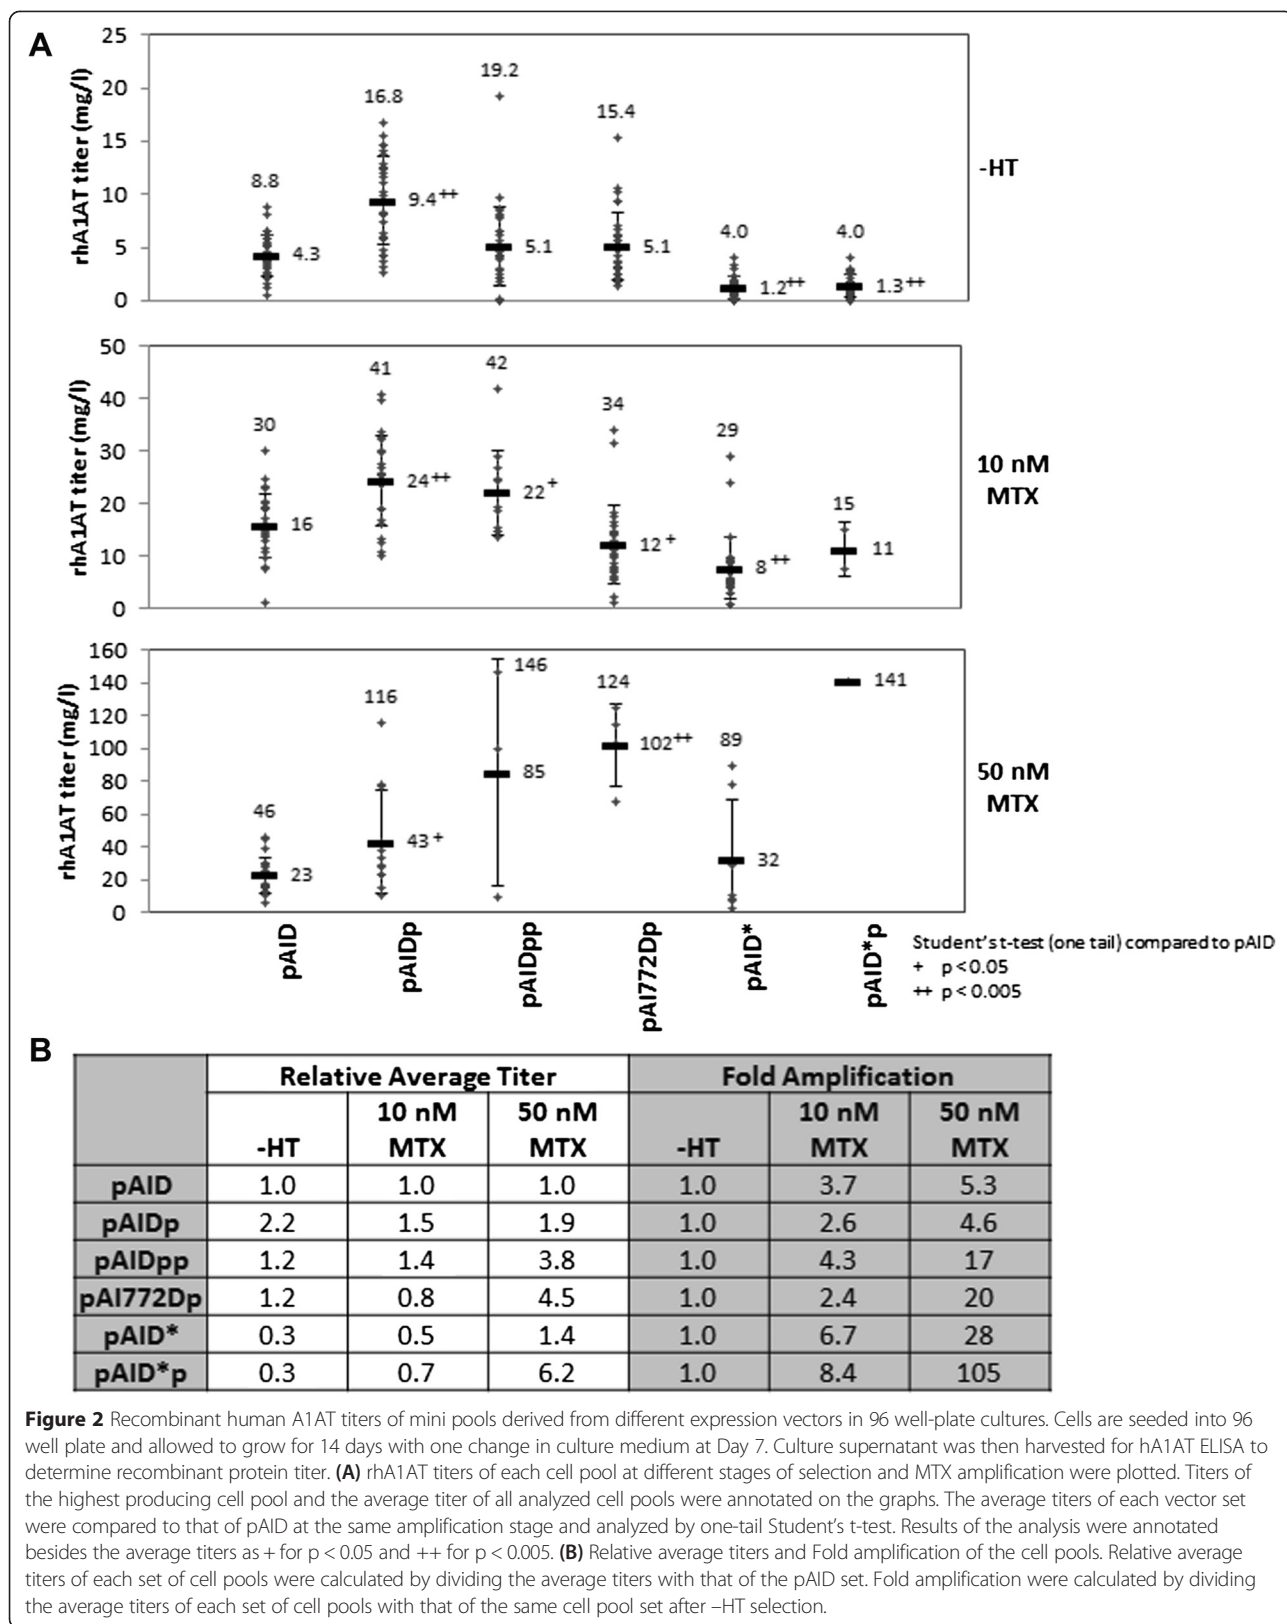 A
rhA1AT titer (mg/l)
25
20
15
10
5
0
8.8
4.3
16.8
9.4++
19.2
5.1
15.4
5.1
4.0
1.2++
4.0
1.3++
-HT
rhA1AT titer (mg/l)
50
40
30
20
10
0
30
16
41
24++
42
22+
34
12+
29
8++
15
11
10 nM
MTX
rhA1AT titer (mg/l)
160
140
120
100
80
60
40
20
0
46
23
116
43+
146
85
124
102++
89
32
141
50 nM
MTX
pAID
pAIDp
pAIDpp
pAI772Dp
pAID*
pAID*p
Student's t-test (one tail) compared to pAID
+ p<0.05
++ p<0.005
B
Relative Average Titer Fold Amplification
-HT 10 nM MTX 50 nM MTX -HT 10 nM MTX 50 nM MTX
pAID 1.0 1.0 1.0 1.0 3.7 5.3
pAIDp 2.2 1.5 1.9 1.0 2.6 4.6
pAIDpp 1.2 1.4 3.8 1.0 4.3 17
pAI772Dp 1.2 0.8 4.5 1.0 2.4 20
pAID* 0.3 0.5 1.4 1.0 6.7 28
pAID*p 0.3 0.7 6.2 1.0 8.4 105
Figure 2 Recombinant human A1AT titers of mini pools derived from different expression vectors in 96 well-plate cultures. Cells are seeded into 96
well plate and allowed to grow for 14 days with one change in culture medium at Day 7. Culture supernatant was then harvested for hA1AT ELISA to
determine recombinant protein titer. (A) rhA1AT titers of each cell pool at different stages of selection and MTX amplification were plotted. Titers of
the highest producing cell pool and the average titer of all analyzed cell pools were annotated on the graphs. The average titers of each vector set
were compared to that of pAID at the same amplification stage and analyzed by one-tail Student's t-test. Results of the analysis were annotated
besides the average titers as + for p < 0.05 and ++ for p < 0.005. (B) Relative average titers and Fold amplification of the cell pools. Relative average
titers of each set of cell pools were calculated by dividing the average titers with that of the pAID set. Fold amplification were calculated by dividing
the average titers of each set of cell pools with that of the same cell pool set after –HT selection.